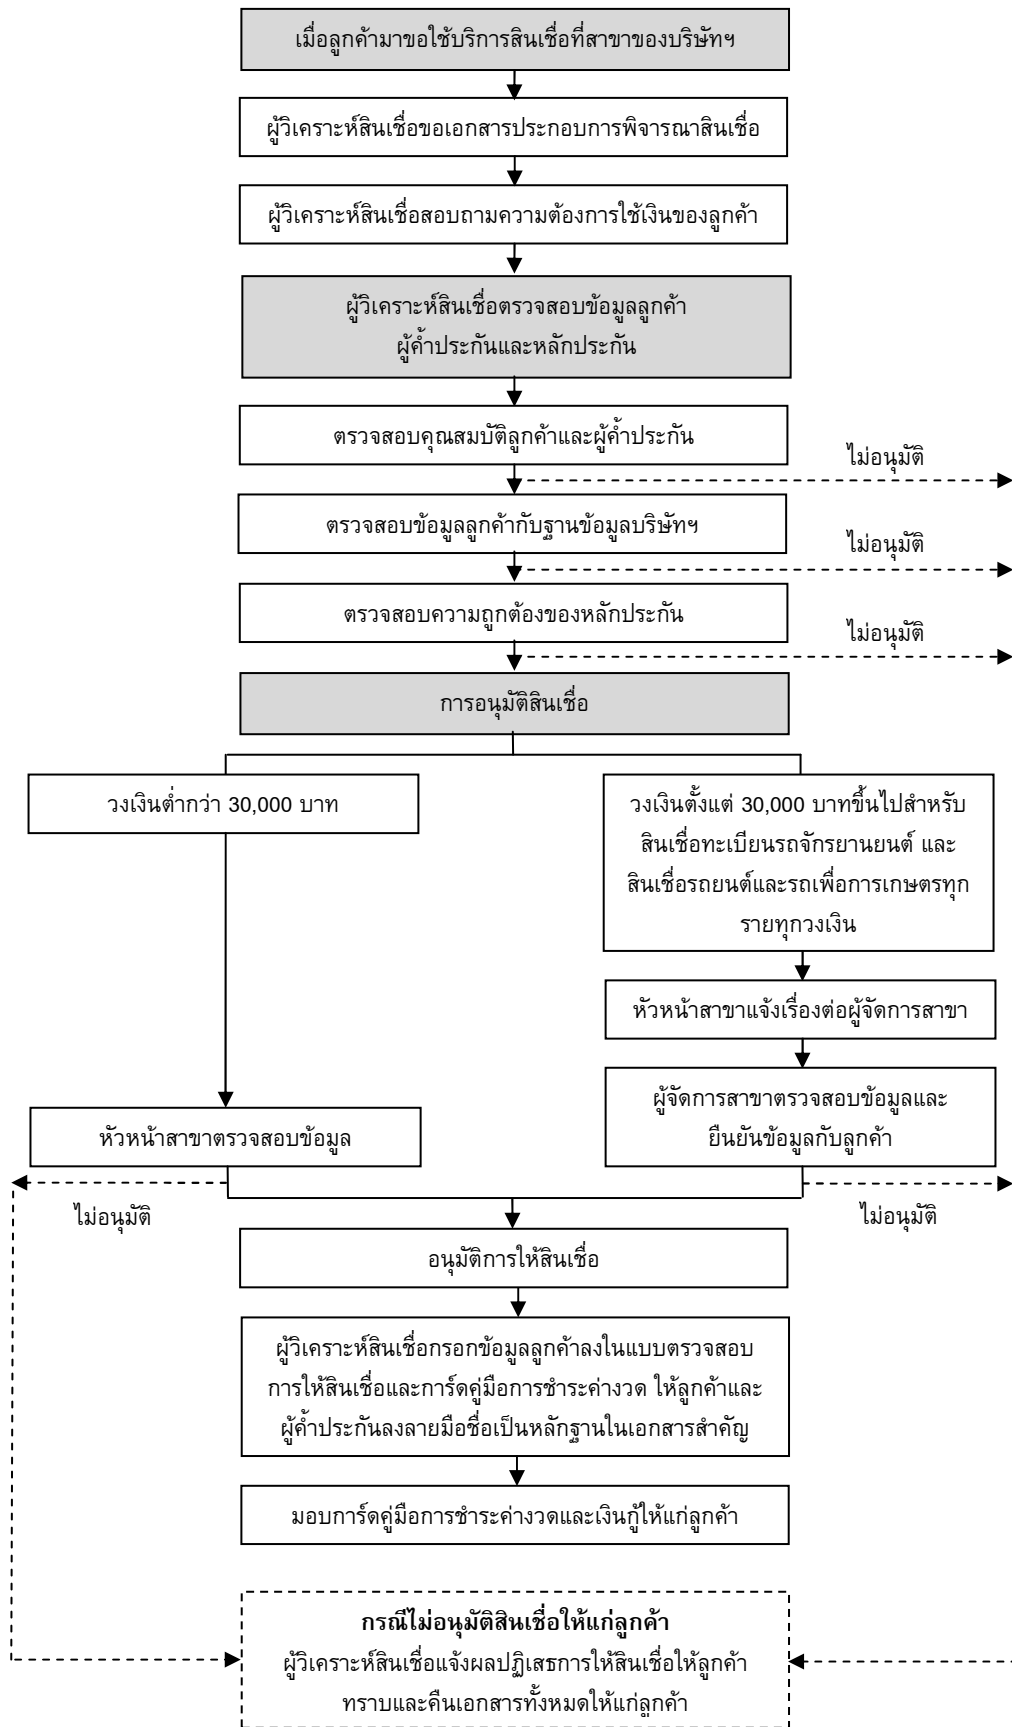 เมื่อลูกค้ามาขอใช้บริการสินเชื่อที่สาขาของบริษัทฯ
ผู้วิเคราะห์สินเชื่อขอเอกสารประกอบการพิจารณาสินเชื่อ
ผู้วิเคราะห์สินเชื่อสอบถามความต้องการใช้เงินของลูกค้า
ผู้วิเคราะห์สินเชื่อตรวจสอบข้อมูลลูกค้า
ผู้ค้ำประกันและหลักประกัน
ตรวจสอบคุณสมบัติลูกค้าและผู้ค้ำประกัน
ไม่อนุมัติ
ตรวจสอบข้อมูลลูกค้ากับฐานข้อมูลบริษัทฯ
ไม่อนุมัติ
ตรวจสอบความถูกต้องของหลักประกัน
ไม่อนุมัติ
การอนุมัติสินเชื่อ
วงเงินต่ำกว่า 30,000 บาท
วงเงินตั้งแต่ 30,000 บาทขึ้นไปสำหรับ
สินเชื่อทะเบียนรถจักรยานยนต์ และ
สินเชื่อรถยนต์และรถเพื่อการเกษตรทุก
รายทุกวงเงิน
หัวหน้าสาขาแจ้งเรื่องต่อผู้จัดการสาขา
ผู้จัดการสาขาตรวจสอบข้อมูลและ
ยืนยันข้อมูลกับลูกค้า
หัวหน้าสาขาตรวจสอบข้อมูล
ไม่อนุมัติ
ไม่อนุมัติ
อนุมัติการให้สินเชื่อ
ผู้วิเคราะห์สินเชื่อกรอกข้อมูลลูกค้าลงในแบบตรวจสอบ
การให้สินเชื่อและการ์ดคู่มือการชำระค่างวด ให้ลูกค้าและ
ผู้ค้ำประกันลงลายมือชื่อเป็นหลักฐานในเอกสารสำคัญ
มอบการ์ดคู่มือการชำระค่างวดและเงินกู้ให้แก่ลูกค้า
กรณีไม่อนุมัติสินเชื่อให้แก่ลูกค้า
ผู้วิเคราะห์สินเชื่อแจ้งผลปฏิเสธการให้สินเชื่อให้ลูกค้า
ทราบและคืนเอกสารทั้งหมดให้แก่ลูกค้า